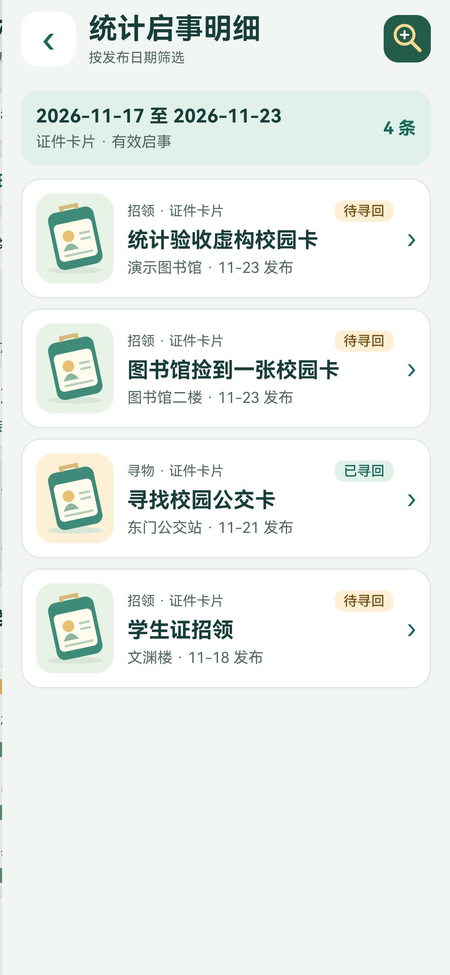 统计启事明细
按发布日期筛选
2026-11-17 至 2026-11-23
证件卡片 · 有效启事
4 条
招领 · 证件卡片
待寻回
统计验收虚构校园卡
演示图书馆 · 11-23 发布
招领 · 证件卡片
待寻回
图书馆捡到一张校园卡
图书馆二楼 · 11-23 发布
寻物 · 证件卡片
已寻回
寻找校园公交卡
东门公交站 · 11-21 发布
招领 · 证件卡片
待寻回
学生证招领
文渊楼 · 11-18 发布